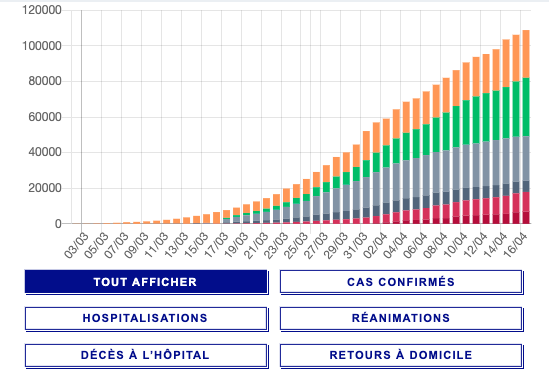 120000
100000
80000
60000
40000
20000
0
03/03 05/03 07/03 09/03 11/03 13/03 15/03 17/03 19/03 21/03 23/03 25/03 27/03 29/03 31/03 02/04 04/04 06/04 08/04 10/04 12/04 14/04 16/04
TOUT AFFICHER CAS CONFIRMÉS
HOSPITALISATIONS RÉANIMATIONS
DÉCÈS À L'HÔPITAL RETOURS À DOMICILE